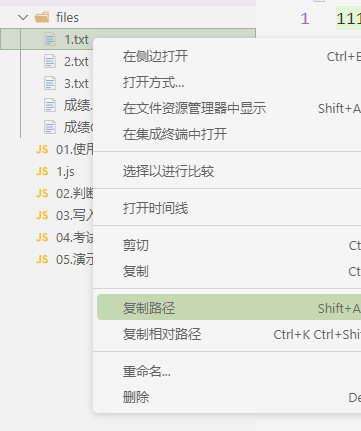 files
1.txt
2.txt
3.txt
成绩
成绩
JS 01.使用
JS 1.js
JS 02.判断
JS 03.写入
JS 04.考试
JS 05.演示
1 111
在侧边打开 Ctrl+E
打开方式...
在文件资源管理器中显示 Shift+A
在集成终端中打开
选择以进行比较
打开时间线
剪切 Ct
复制 Ct
复制路径 Shift+A
复制相对路径 Ctrl+K Ctrl+Shi
重命名...
删除 De